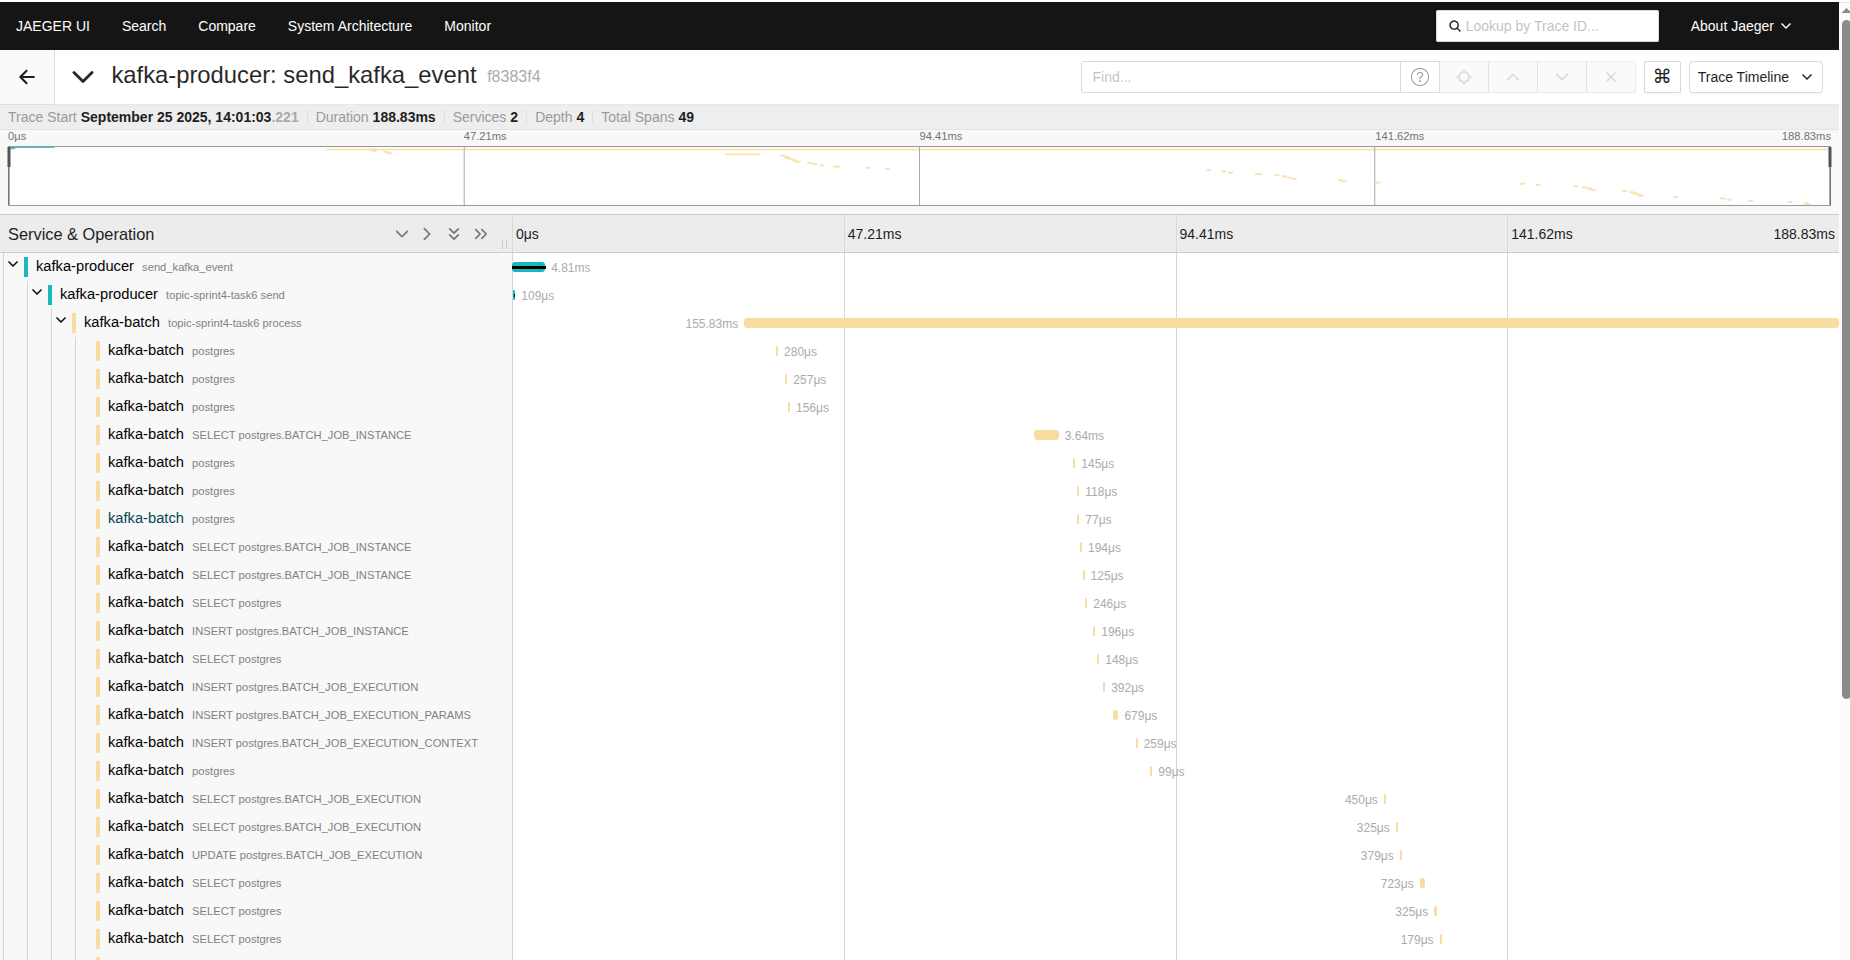 JAEGER UI Search Compare System Architecture Monitor Lookup by Trace ID... About Jaeger
kafka-producer: send_kafka_event f8383f4 Find... Trace Timeline
Trace Start September 25 2025, 14:01:03.221 Duration 188.83ms Services 2 Depth 4 Total Spans 49
0μs 47.21ms 94.41ms 141.62ms 188.83ms
Service & Operation 0μs 47.21ms 94.41ms 141.62ms 188.83ms
kafka-producer send_kafka_event 4.81ms
kafka-producer topic-sprint4-task6 send 109μs
kafka-batch topic-sprint4-task6 process 155.83ms
kafka-batch postgres 280μs
kafka-batch postgres 257μs
kafka-batch postgres 156μs
kafka-batch SELECT postgres.BATCH_JOB_INSTANCE 3.64ms
kafka-batch postgres 145μs
kafka-batch postgres 118μs
kafka-batch postgres 77μs
kafka-batch SELECT postgres.BATCH_JOB_INSTANCE 194μs
kafka-batch SELECT postgres.BATCH_JOB_INSTANCE 125μs
kafka-batch SELECT postgres 246μs
kafka-batch INSERT postgres.BATCH_JOB_INSTANCE 196μs
kafka-batch SELECT postgres 148μs
kafka-batch INSERT postgres.BATCH_JOB_EXECUTION 392μs
kafka-batch INSERT postgres.BATCH_JOB_EXECUTION_PARAMS 679μs
kafka-batch INSERT postgres.BATCH_JOB_EXECUTION_CONTEXT 259μs
kafka-batch postgres 99μs
kafka-batch SELECT postgres.BATCH_JOB_EXECUTION 450μs
kafka-batch SELECT postgres.BATCH_JOB_EXECUTION 325μs
kafka-batch UPDATE postgres.BATCH_JOB_EXECUTION 379μs
kafka-batch SELECT postgres 723μs
kafka-batch SELECT postgres 325μs
kafka-batch SELECT postgres 179μs